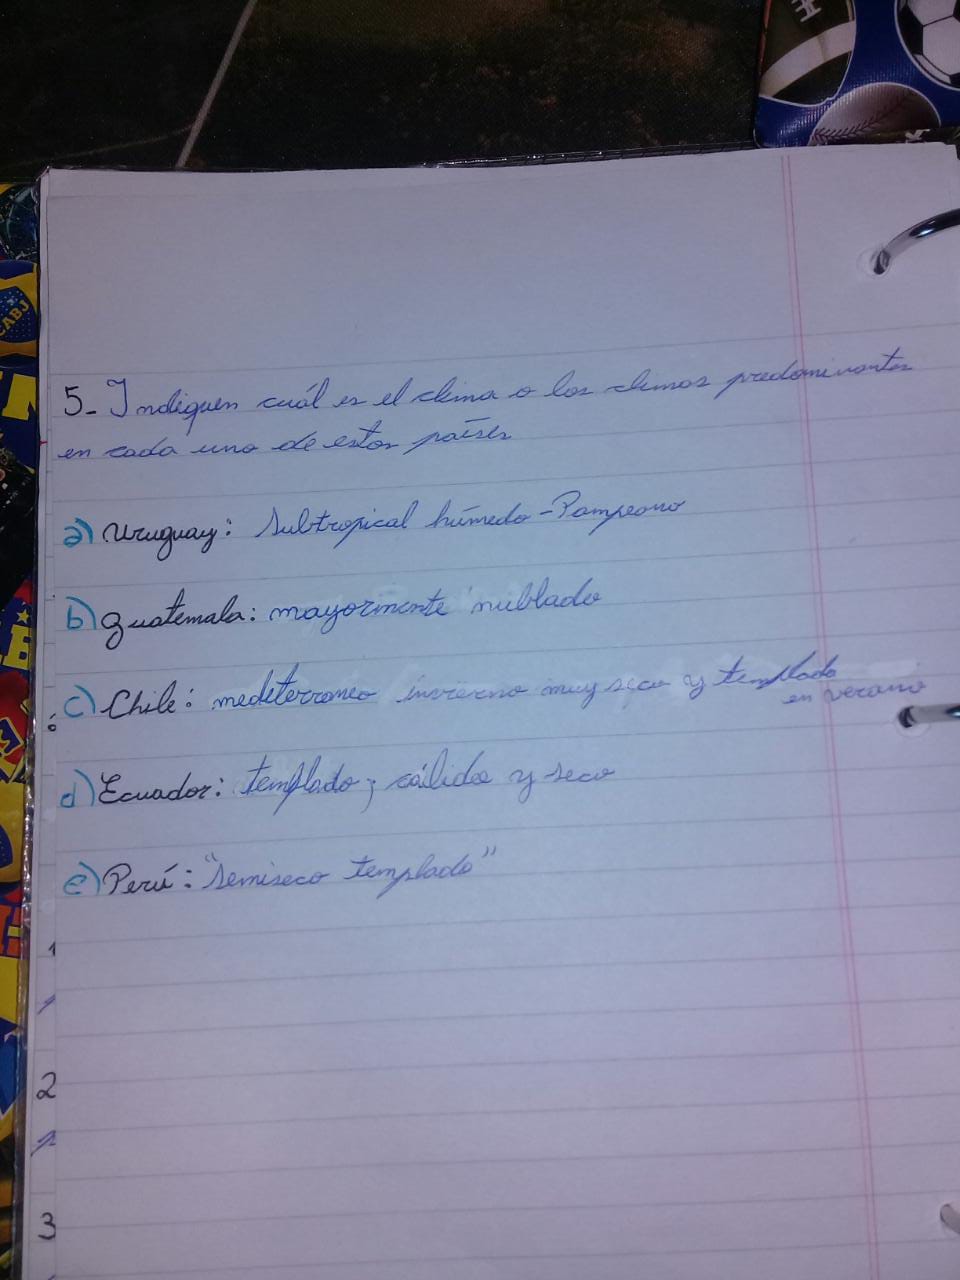 CABJ
5- Indiquen cuál es el clima o los climas predominantes
en cada uno de estos países
a) Uruguay: subtropical húmedo - Pampeano
b) guatemala: mayormente nublado
c) Chile: mediterraneo invierno muy seco y templado
en verano
d) Ecuador: templado; cálido y seco
e) Perú: "semiseco templado"
1
2
3